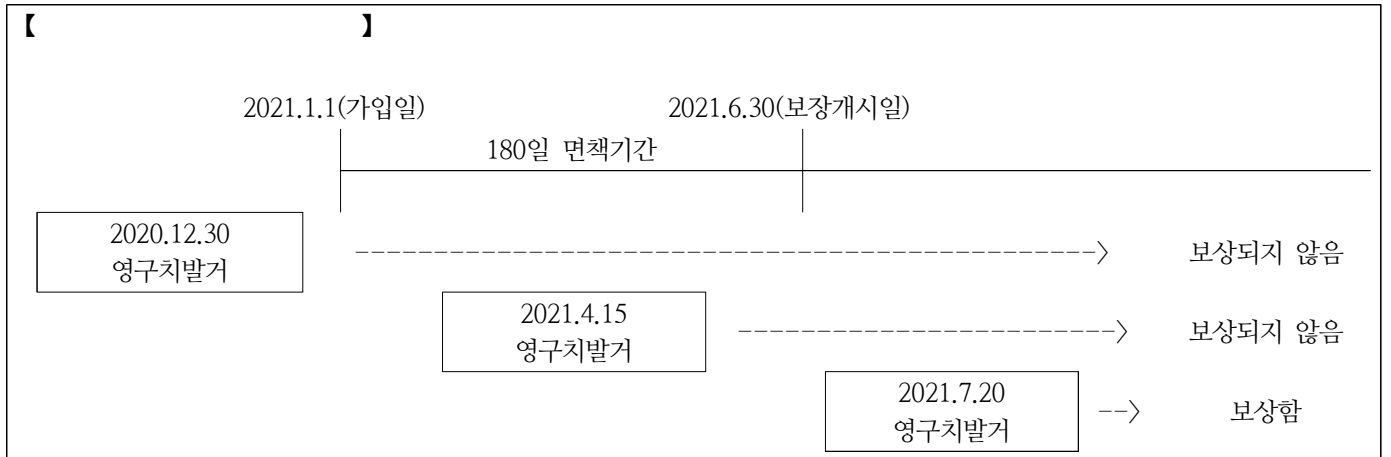 【 】
2021.1.1(가입일) 2021.6.30(보장개시일)
180일 면책기간
2020.12.30
영구치발거
보상되지 않음
2021.4.15
영구치발거
보상되지 않음
2021.7.20
영구치발거
보상함